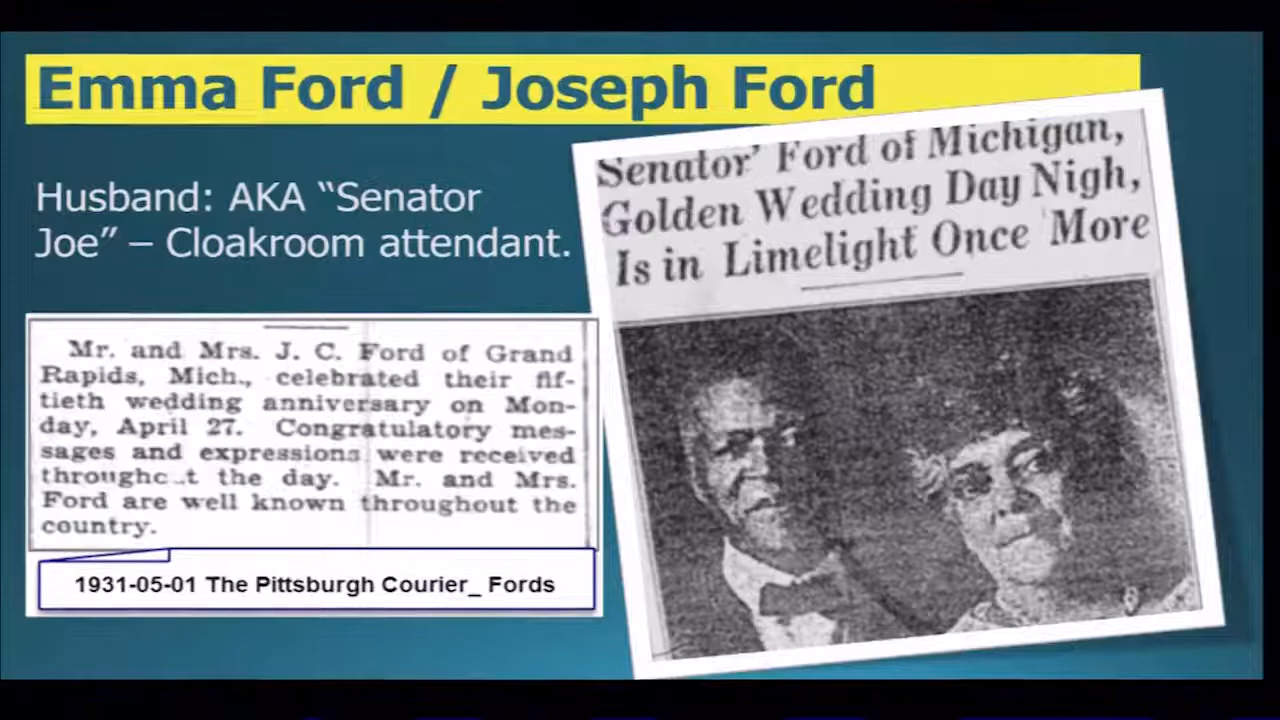 Emma Ford / Joseph Ford
Husband: AKA “Senator
Joe” – Cloakroom attendant.
Senator’ Ford of Michigan,
Golden Wedding Day Nigh,
Is in Limelight Once More
Mr. and Mrs. J. C. Ford of Grand
Rapids, Mich., celebrated their fif-
tieth wedding anniversary on Mon-
day, April 27. Congratulatory mes-
sages and expressions were received
the day. Mr. and Mrs.
Ford are well known throughout the
country.
1931-05-01 The Pittsburgh Courier_ Fords